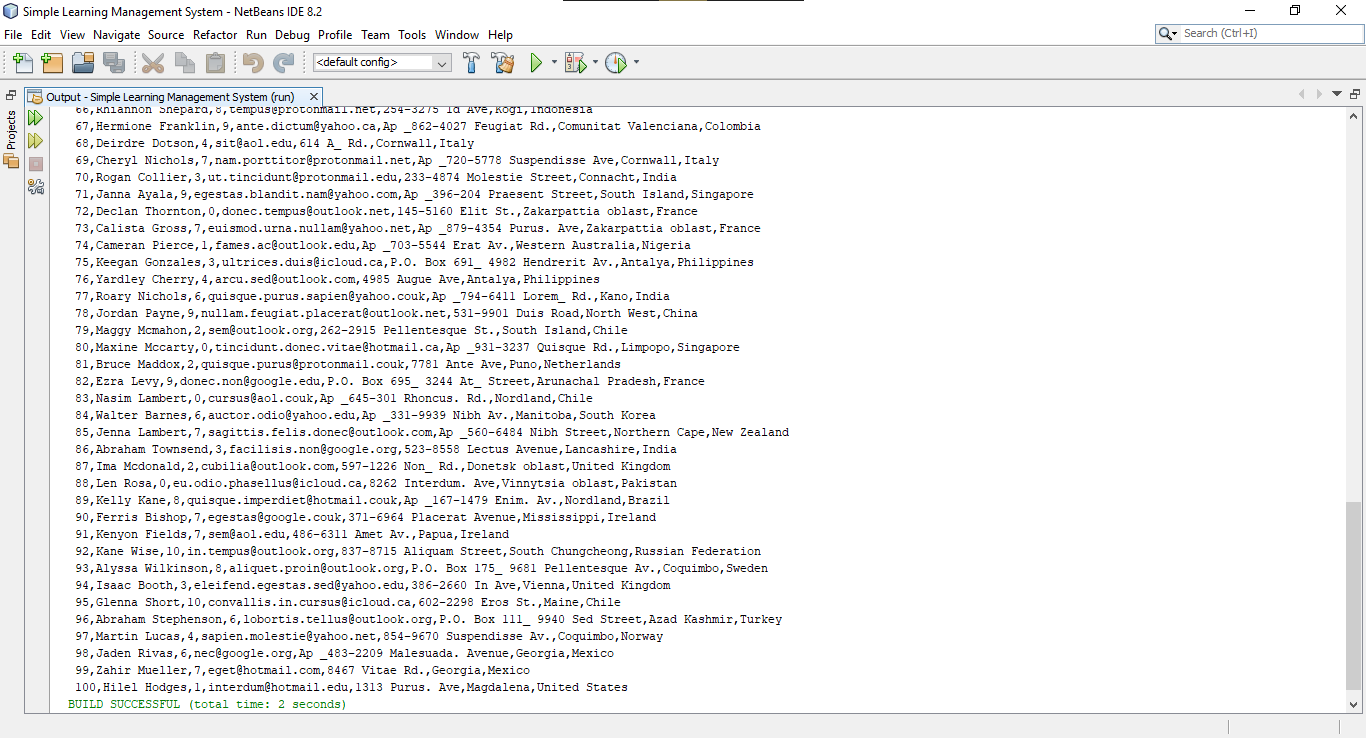 Simple Learning Management System - NetBeans IDE 8.2
File Edit View Navigate Source Refactor Run Debug Profile Team Tools Window Help
Search (Ctrl+I)
<default config>
Output - Simple Learning Management System (run)
Projects
66,Rhiannon Shepard,8,tempus@protonmail.net,254-3275 Id Ave,Kogi,Indonesia
67,Hermione Franklin,9,ante.dictum@yahoo.ca,Ap _862-4027 Feugiat Rd.,Comunitat Valenciana,Colombia
68,Deirdre Dotson,4,sit@aol.edu,614 A_ Rd.,Cornwall,Italy
69,Cheryl Nichols,7,nam.porttitor@protonmail.net,Ap _720-5778 Suspendisse Ave,Cornwall,Italy
70,Rogan Collier,3,ut.tincidunt@protonmail.edu,233-4874 Molestie Street,Connacht,India
71,Janna Ayala,9,egestas.blandit.nam@yahoo.com,Ap _396-204 Praesent Street,South Island,Singapore
72,Declan Thornton,0,donec.tempus@outlook.net,145-5160 Elit St.,Zakarpattia oblast,France
73,Calista Gross,7,euismod.urna.nullam@yahoo.net,Ap _879-4354 Purus. Ave,Zakarpattia oblast,France
74,Cameran Pierce,1,fames.ac@outlook.edu,Ap _703-5544 Erat Av.,Western Australia,Nigeria
75,Keegan Gonzales,3,ultrices.duis@icloud.ca,P.O. Box 691_ 4982 Hendrerit Av.,Antalya,Philippines
76,Yardley Cherry,4,arcu.sed@outlook.com,4985 Augue Ave,Antalya,Philippines
77,Roary Nichols,6,quisque.purus.sapien@yahoo.couk,Ap _794-6411 Lorem_ Rd.,Kano,India
78,Jordan Payne,9,nullam.feugiat.placerat@outlook.net,531-9901 Duis Road,North West,China
79,Maggy Mcmahon,2,sem@outlook.org,262-2915 Pellentesque St.,South Island,Chile
80,Maxine Mccarty,0,tincidunt.donec.vitae@hotmail.ca,Ap _931-3237 Quisque Rd.,Limpopo,Singapore
81,Bruce Maddox,2,quisque.purus@protonmail.couk,7781 Ante Ave,Puno,Netherlands
82,Ezra Levy,9,donec.non@google.edu,P.O. Box 695_ 3244 At_ Street,Arunachal Pradesh,France
83,Nasim Lambert,0,cursus@aol.couk,Ap _645-301 Rhoncus. Rd.,Nordland,Chile
84,Walter Barnes,6,auctor.odio@yahoo.edu,Ap _331-9939 Nibh Av.,Manitoba,South Korea
85,Jenna Lambert,7,sagittis.felis.donec@outlook.com,Ap _560-6484 Nibh Street,Northern Cape,New Zealand
86,Abraham Townsend,3,facilisis.non@google.org,523-8558 Lectus Avenue,Lancashire,India
87,Ima Mcdonald,2,cubilia@outlook.com,597-1226 Non_ Rd.,Donetsk oblast,United Kingdom
88,Len Rosa,0,eu.odio.phasellus@icloud.ca,8262 Interdum. Ave,Vinnytsia oblast,Pakistan
89,Kelly Kane,8,quisque.imperdiet@hotmail.couk,Ap _167-1479 Enim. Av.,Nordland,Brazil
90,Ferris Bishop,7,egestas@google.couk,371-6964 Placerat Avenue,Mississippi,Ireland
91,Kenyon Fields,7,sem@aol.edu,486-6311 Amet Av.,Papua,Ireland
92,Kane Wise,10,in.tempus@outlook.org,837-8715 Aliquam Street,South Chungcheong,Russian Federation
93,Alyssa Wilkinson,8,aliquet.proin@outlook.org,P.O. Box 175_ 9681 Pellentesque Av.,Coquimbo,Sweden
94,Isaac Booth,3,eleifend.egestas.sed@yahoo.edu,386-2660 In Ave,Vienna,United Kingdom
95,Glenna Short,10,convallis.in.cursus@icloud.ca,602-2298 Eros St.,Maine,Chile
96,Abraham Stephenson,6,lobortis.tellus@outlook.org,P.O. Box 111_ 9940 Sed Street,Azad Kashmir,Turkey
97,Martin Lucas,4,sapien.molestie@yahoo.net,854-9670 Suspendisse Av.,Coquimbo,Norway
98,Jaden Rivas,6,nec@google.org,Ap _483-2209 Malesuada. Avenue,Georgia,Mexico
99,Zahir Mueller,7,eget@hotmail.com,8467 Vitae Rd.,Georgia,Mexico
100,Hilel Hodges,1,interdum@hotmail.edu,1313 Purus. Ave,Magdalena,United States
BUILD SUCCESSFUL (total time: 2 seconds)